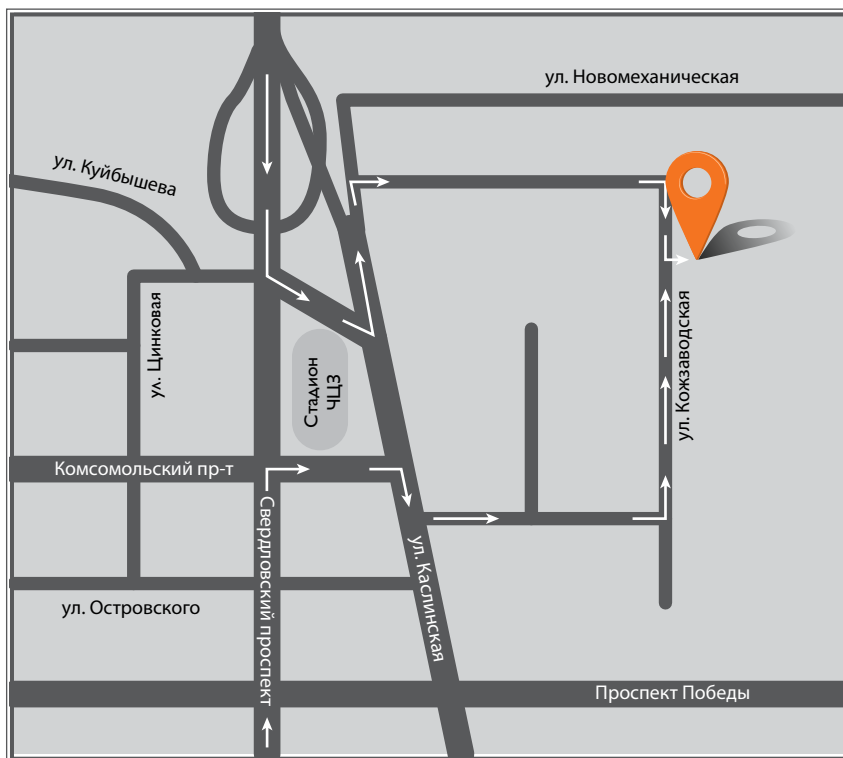 ул. Новомеханическая
ул. Куйбышева
ул. Цинковая
Стадион
ЧЦЗ
ул. Кожзаводская
Комсомольский пр-т
Свердловский проспект
ул. Каслинская
ул. Островского
Проспект Победы